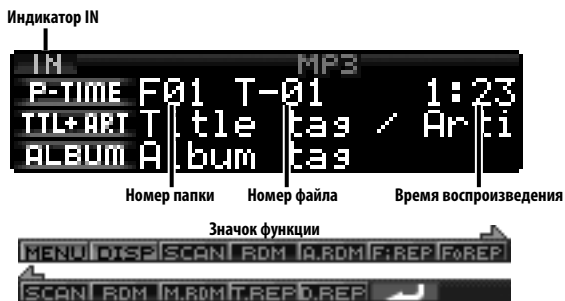 Индикатор IN
IN MP3
P-TIME F01 T-01 1:23
TTL+ART Title tag / Arti
ALBUM Album tag
Номер папки Номер файла Время воспроизведения
Значок функции
MENU DISP SCAN RDM A.RDM F:REP FoREP
SCAN RDM M.RDM T.REP D.REP